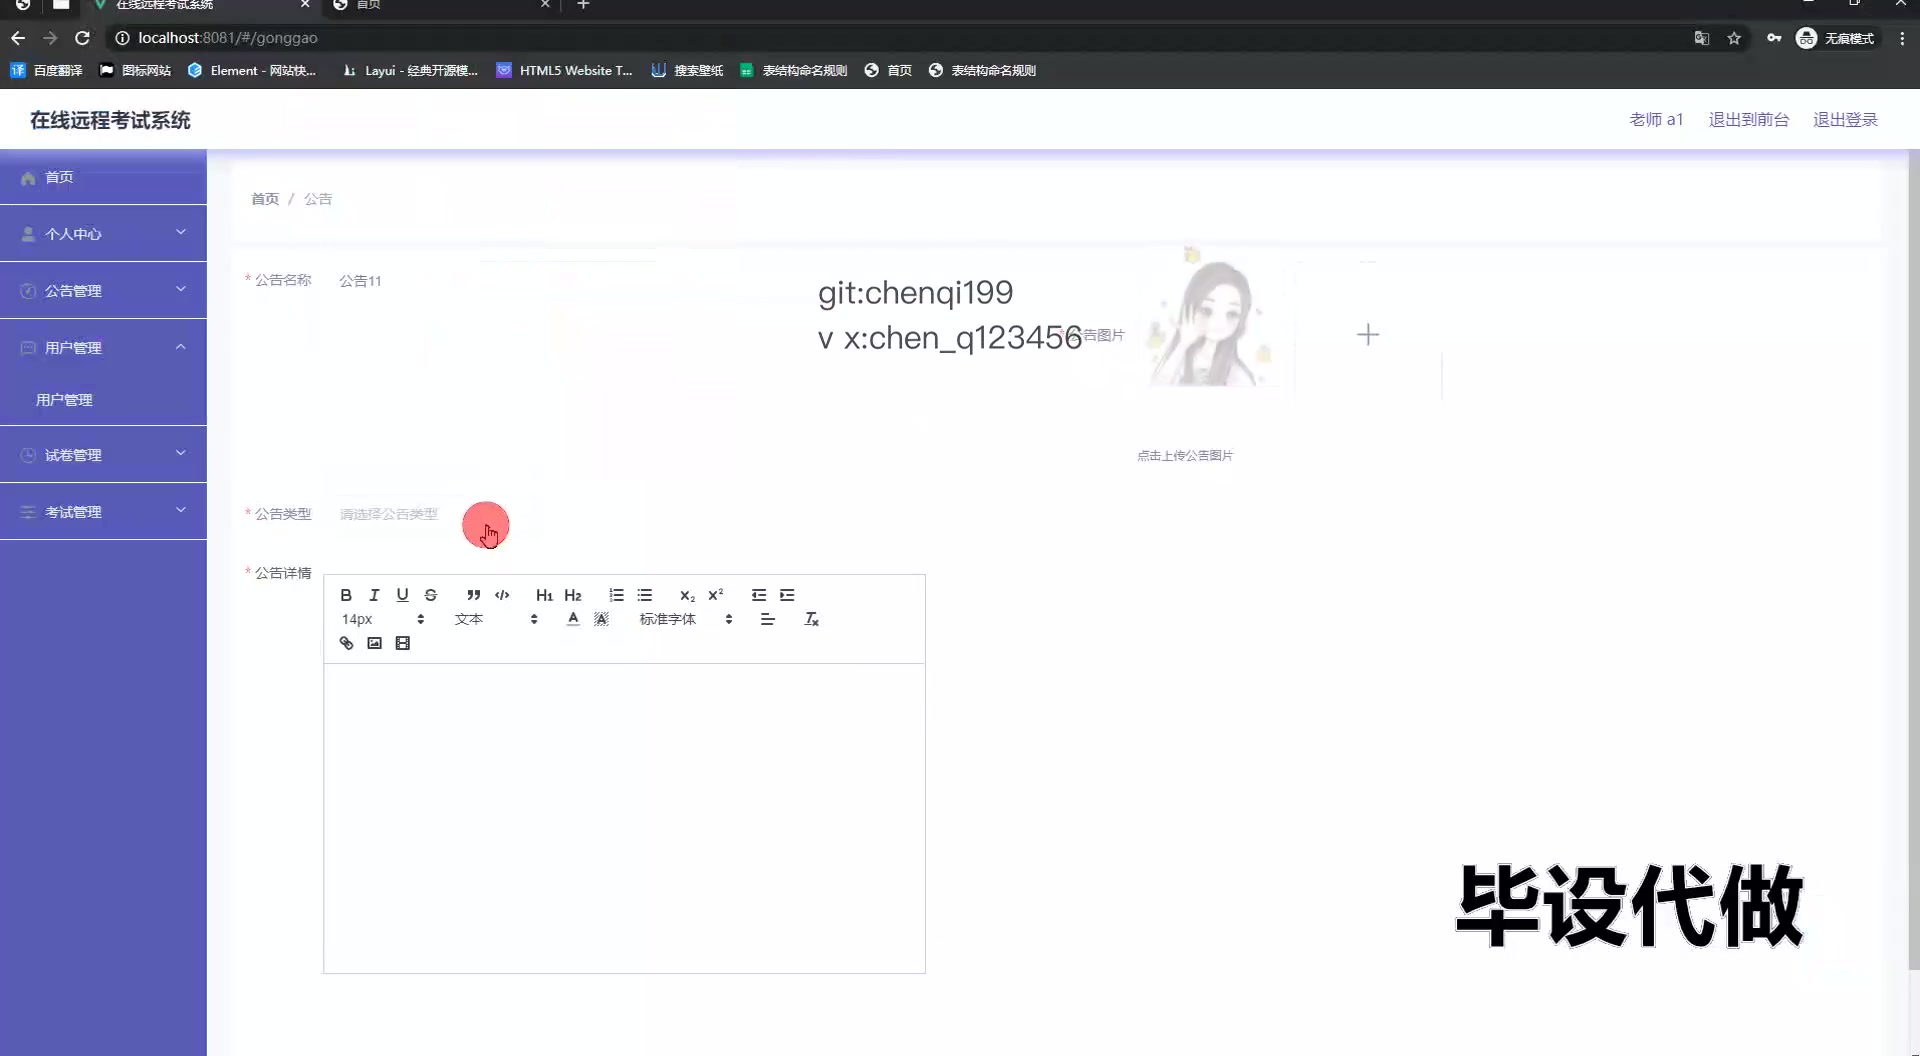 在线远程考试系统
首页
localhost:8081/#/gonggao
无痕模式
百度翻译
图标网站
Element - 网站快...
Layui - 经典开源模...
HTML5 Website T...
搜索壁纸
表结构命名规则
首页
表结构命名规则
在线远程考试系统
老师 a1
退出到前台
退出登录
首页
个人中心
公告管理
用户管理
用户管理
试卷管理
考试管理
首页 / 公告
* 公告名称
公告11
git:chenqi199
v x:chen_q123456
告图片
点击上传公告图片
* 公告类型
请选择公告类型
* 公告详情
B I U S H1 H2
14px
文本
标准字体
毕设代做